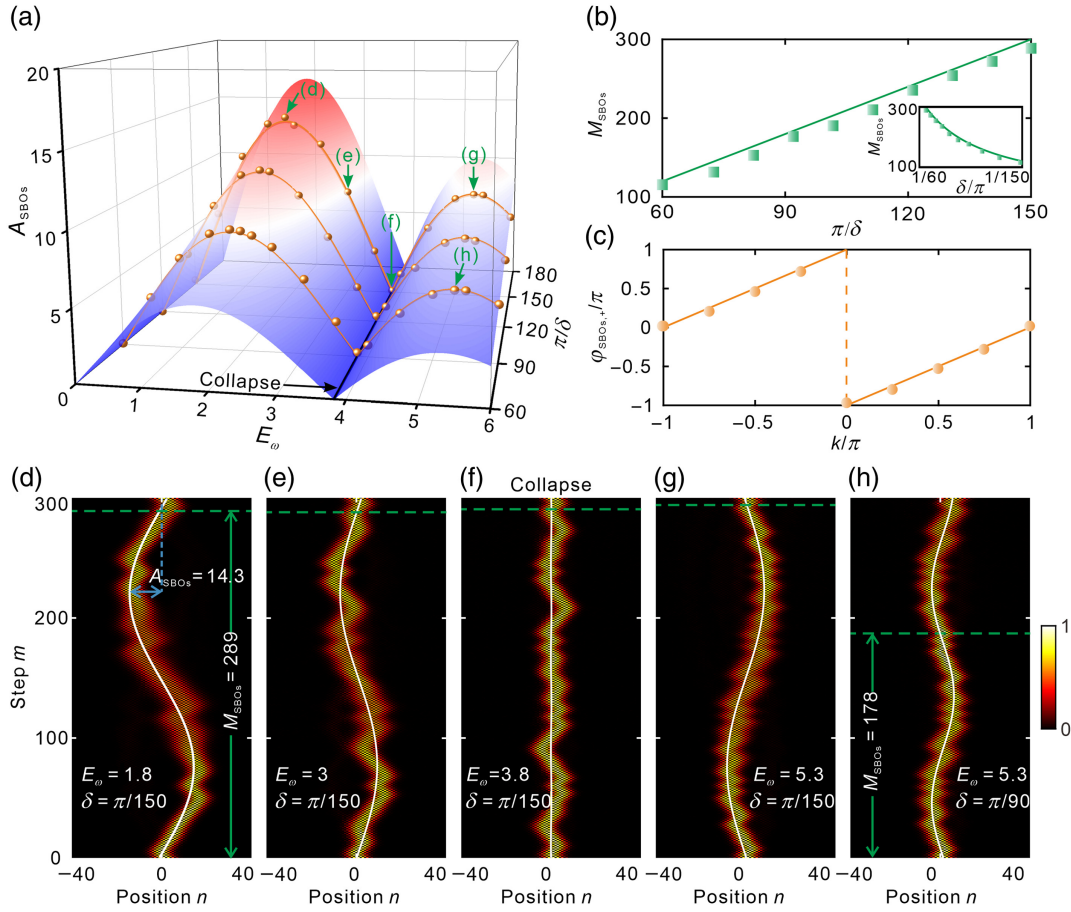 (a)
20
15
10
5
0
A_SBOs
(d)
(e)
(f)
(g)
(h)
Collapse
0
1
2
3
4
5
6
E_ω
60
90
120
150
180
π/δ
(b)
300
200
100
M_SBOs
60
90
120
150
π/δ
300
100
M_SBOs
1/60
1/150
δ/π
(c)
1
0.5
0
−0.5
−1
φ_SBOs,+/π
−1
−0.5
0
0.5
1
k/π
(d)
300
200
100
0
Step m
A_SBOs = 14.3
M_SBOs = 289
E_ω = 1.8
δ = π/150
−40
0
40
Position n
(e)
E_ω = 3
δ = π/150
0
40
Position n
(f)
Collapse
E_ω =3.8
δ = π/150
0
40
Position n
(g)
E_ω = 5.3
δ = π/150
0
40
Position n
(h)
M_SBOs = 178
E_ω = 5.3
δ = π/90
−40
0
40
Position n
1
0